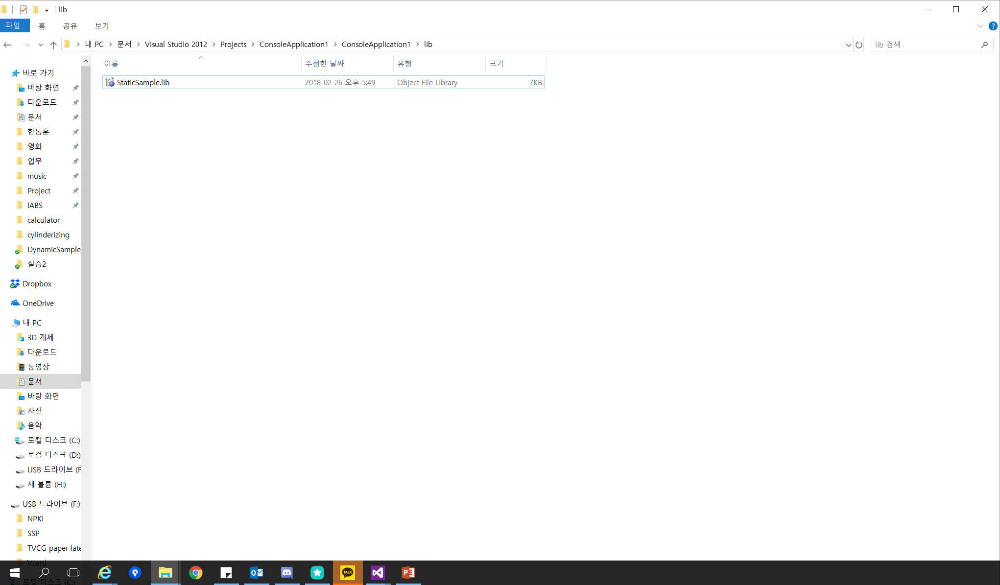 lib
파일 홈 공유 보기
내 PC 문서 Visual Studio 2012 Projects ConsoleApplication1 ConsoleApplication1 lib
lib 검색
이름 수정한 날짜 유형 크기
StaticSample.lib 2018-02-26 오후 5:49 Object File Library 7KB
바로 가기
바탕 화면
다운로드
문서
한동훈
영화
업무
music
Project
IABS
calculator
cylinderizing
DynamicSample
실습2
Dropbox
OneDrive
내 PC
3D 개체
다운로드
동영상
문서
바탕 화면
사진
음악
로컬 디스크 (C:)
로컬 디스크 (D:)
USB 드라이브 (F
새 볼륨 (H:)
USB 드라이브 (F:)
NPKI
SSP
TVCG paper late
Vcard
로컬 디스크 (C:)
TALK